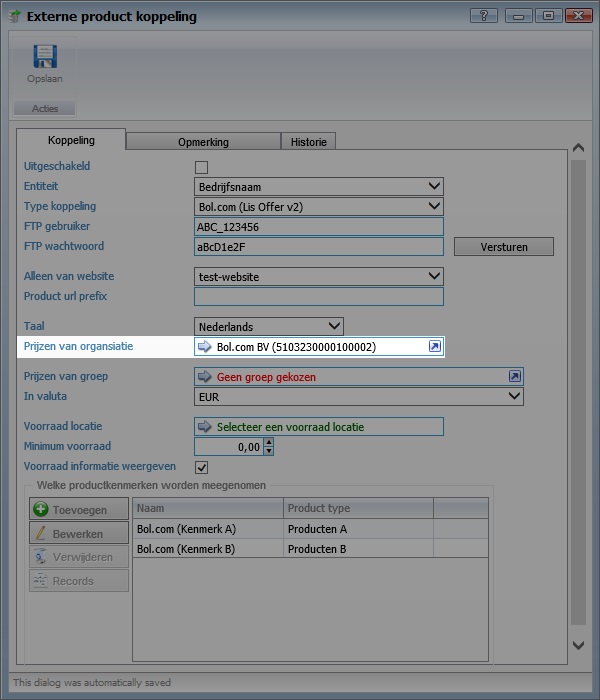 Externe product koppeling
Opslaan
Acties
Koppeling Opmerking Historie
Uitgeschakeld
Entiteit Bedrijfsnaam
Type koppeling Bol.com (Lis Offer v2)
FTP gebruiker ABC_123456
FTP wachtwoord aBcD1e2F Versturen
Alleen van website test-website
Product url prefix
Taal Nederlands
Prijzen van organsiatie Bol.com BV (5103230000100002)
Prijzen van groep Geen groep gekozen
In valuta EUR
Voorraad locatie Selecteer een voorraad locatie
Minimum voorraad 0,00
Voorraad informatie weergeven
Welke productkenmerken worden meegenomen
Toevoegen Naam Product type
Bewerken Bol.com (Kenmerk A) Producten A
Verwijderen Bol.com (Kenmerk B) Producten B
Records
This dialog was automatically saved